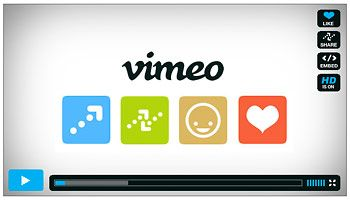 LIKE
vimeo
SHARE
EMBED
HD
IS ON